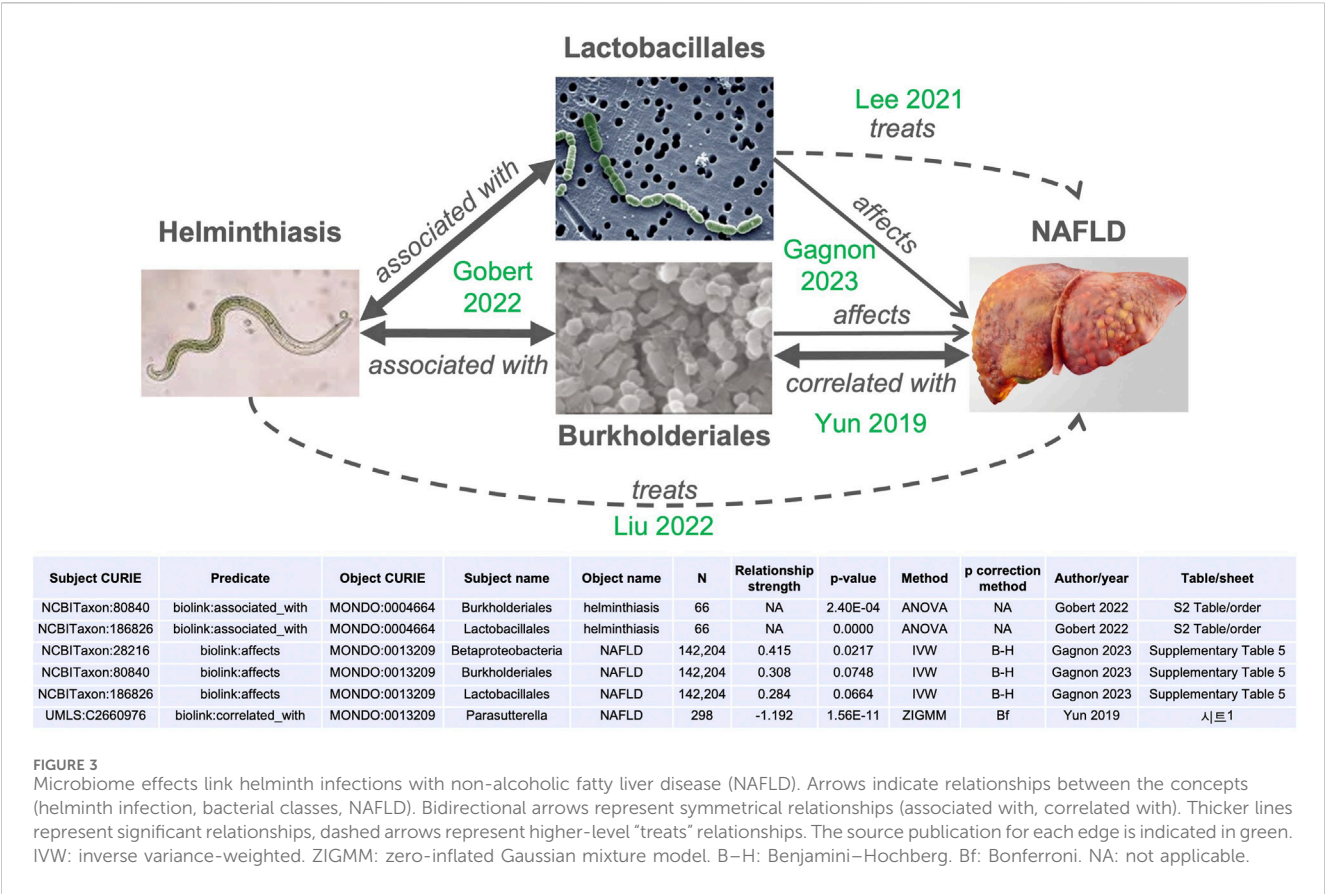 Lactobacillales
Lee 2021
treats
associated with
affects
Helminthiasis
NAFLD
Gobert
2022
Gagnon
2023
affects
associated with
correlated with
Burkholderiales
Yun 2019
treats
Liu 2022
Subject CURIE Predicate Object CURIE Subject name Object name N Relationship strength p-value Method p correction method Author/year Table/sheet
NCBITaxon:80840 biolink:associated_with MONDO:0004664 Burkholderiales helminthiasis 66 NA 2.40E-04 ANOVA NA Gobert 2022 S2 Table/order
NCBITaxon:186826 biolink:associated_with MONDO:0004664 Lactobacillales helminthiasis 66 NA 0.0000 ANOVA NA Gobert 2022 S2 Table/order
NCBITaxon:28216 biolink:affects MONDO:0013209 Betaproteobacteria NAFLD 142,204 0.415 0.0217 IVW B-H Gagnon 2023 Supplementary Table 5
NCBITaxon:80840 biolink:affects MONDO:0013209 Burkholderiales NAFLD 142,204 0.308 0.0748 IVW B-H Gagnon 2023 Supplementary Table 5
NCBITaxon:186826 biolink:affects MONDO:0013209 Lactobacillales NAFLD 142,204 0.284 0.0664 IVW B-H Gagnon 2023 Supplementary Table 5
UMLS:C2660976 biolink:correlated_with MONDO:0013209 Parasutterella NAFLD 298 -1.192 1.56E-11 ZIGMM Bf Yun 2019 시트1
FIGURE 3
Microbiome effects link helminth infections with non-alcoholic fatty liver disease (NAFLD). Arrows indicate relationships between the concepts
(helminth infection, bacterial classes, NAFLD). Bidirectional arrows represent symmetrical relationships (associated with, correlated with). Thicker lines
represent significant relationships, dashed arrows represent higher-level “treats” relationships. The source publication for each edge is indicated in green.
IVW: inverse variance-weighted. ZIGMM: zero-inflated Gaussian mixture model. B–H: Benjamini–Hochberg. Bf: Bonferroni. NA: not applicable.